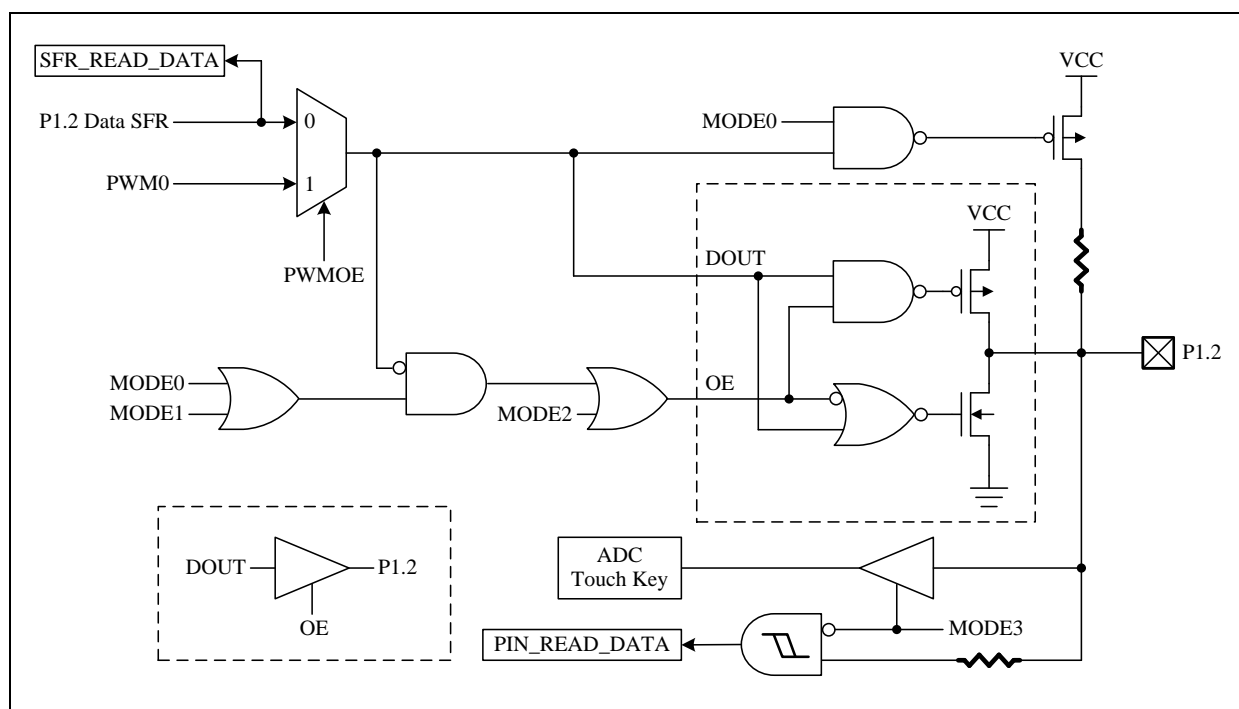 SFR_READ_DATA
VCC
P1.2 Data SFR
0
MODE0
PWM0
1
VCC
PWMOE
DOUT
P1.2
MODE0
MODE1
OE
MODE2
ADC
Touch Key
DOUT
P1.2
OE
MODE3
PIN_READ_DATA